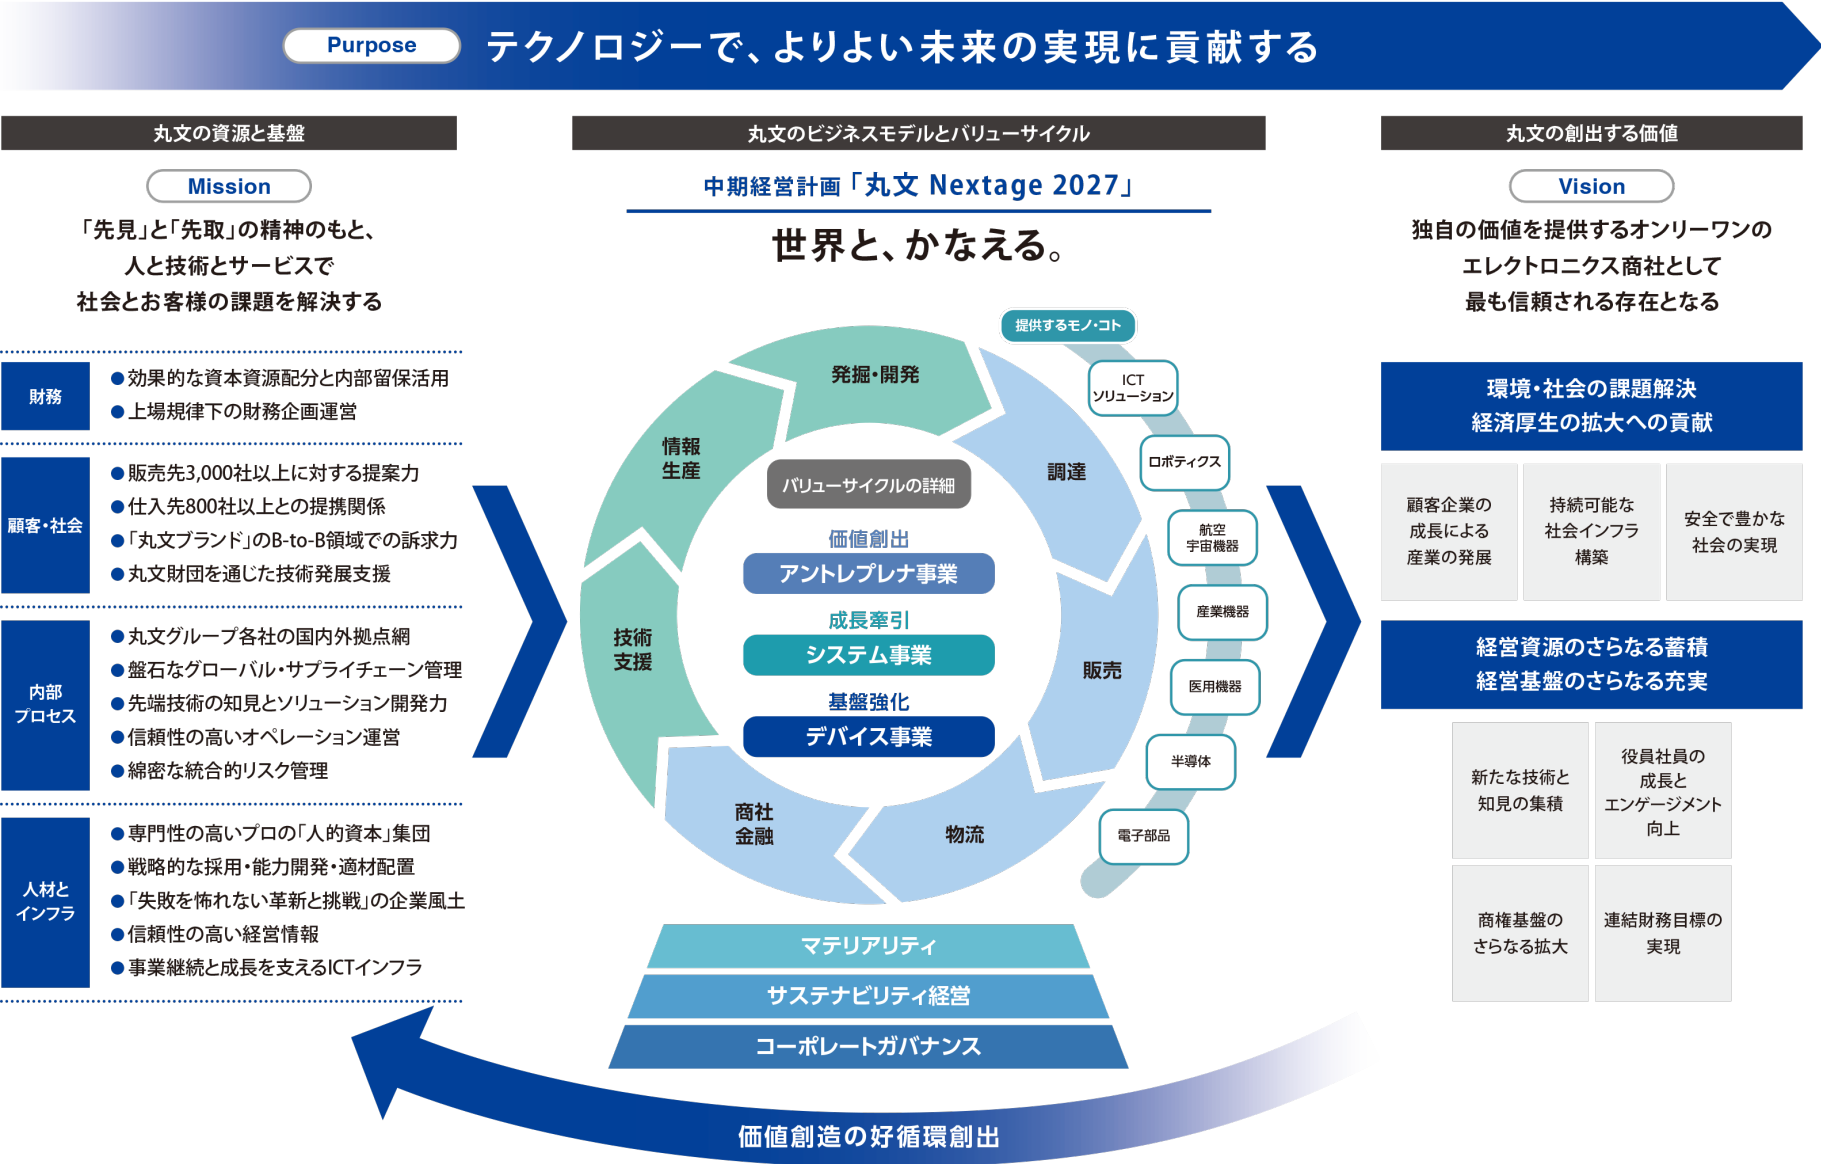 Purpose
テクノロジーで、よりよい未来の実現に貢献する
丸文の資源と基盤
Mission
「先見」と「先取」の精神のもと、
人と技術とサービスで
社会とお客様の課題を解決する
財務
●効果的な資本資源配分と内部留保活用
●上場規律下の財務企画運営
顧客・社会
●販売先3,000社以上に対する提案力
●仕入先800社以上との提携関係
●「丸文ブランド」のB-to-B領域での訴求力
●丸文財団を通じた技術発展支援
内部
プロセス
●丸文グループ各社の国内外拠点網
●盤石なグローバル・サプライチェーン管理
●先端技術の知見とソリューション開発力
●信頼性の高いオペレーション運営
●綿密な統合的リスク管理
人材と
インフラ
●専門性の高いプロの「人的資本」集団
●戦略的な採用・能力開発・適材配置
●「失敗を怖れない革新と挑戦」の企業風土
●信頼性の高い経営情報
●事業継続と成長を支えるICTインフラ
丸文のビジネスモデルとバリューサイクル
中期経営計画「丸文 Nextage 2027」
世界と、かなえる。
発掘・開発
調達
販売
物流
商社
金融
技術
支援
情報
生産
バリューサイクルの詳細
価値創出
アントレプレナ事業
成長牽引
システム事業
基盤強化
デバイス事業
提供するモノ・コト
ICT
ソリューション
ロボティクス
航空
宇宙機器
産業機器
医用機器
半導体
電子部品
マテリアリティ
サステナビリティ経営
コーポレートガバナンス
丸文の創出する価値
Vision
独自の価値を提供するオンリーワンの
エレクトロニクス商社として
最も信頼される存在となる
環境・社会の課題解決
経済厚生の拡大への貢献
顧客企業の
成長による
産業の発展
持続可能な
社会インフラ
構築
安全で豊かな
社会の実現
経営資源のさらなる蓄積
経営基盤のさらなる充実
新たな技術と
知見の集積
役員社員の
成長と
エンゲージメント
向上
商権基盤の
さらなる拡大
連結財務目標の
実現
価値創造の好循環創出